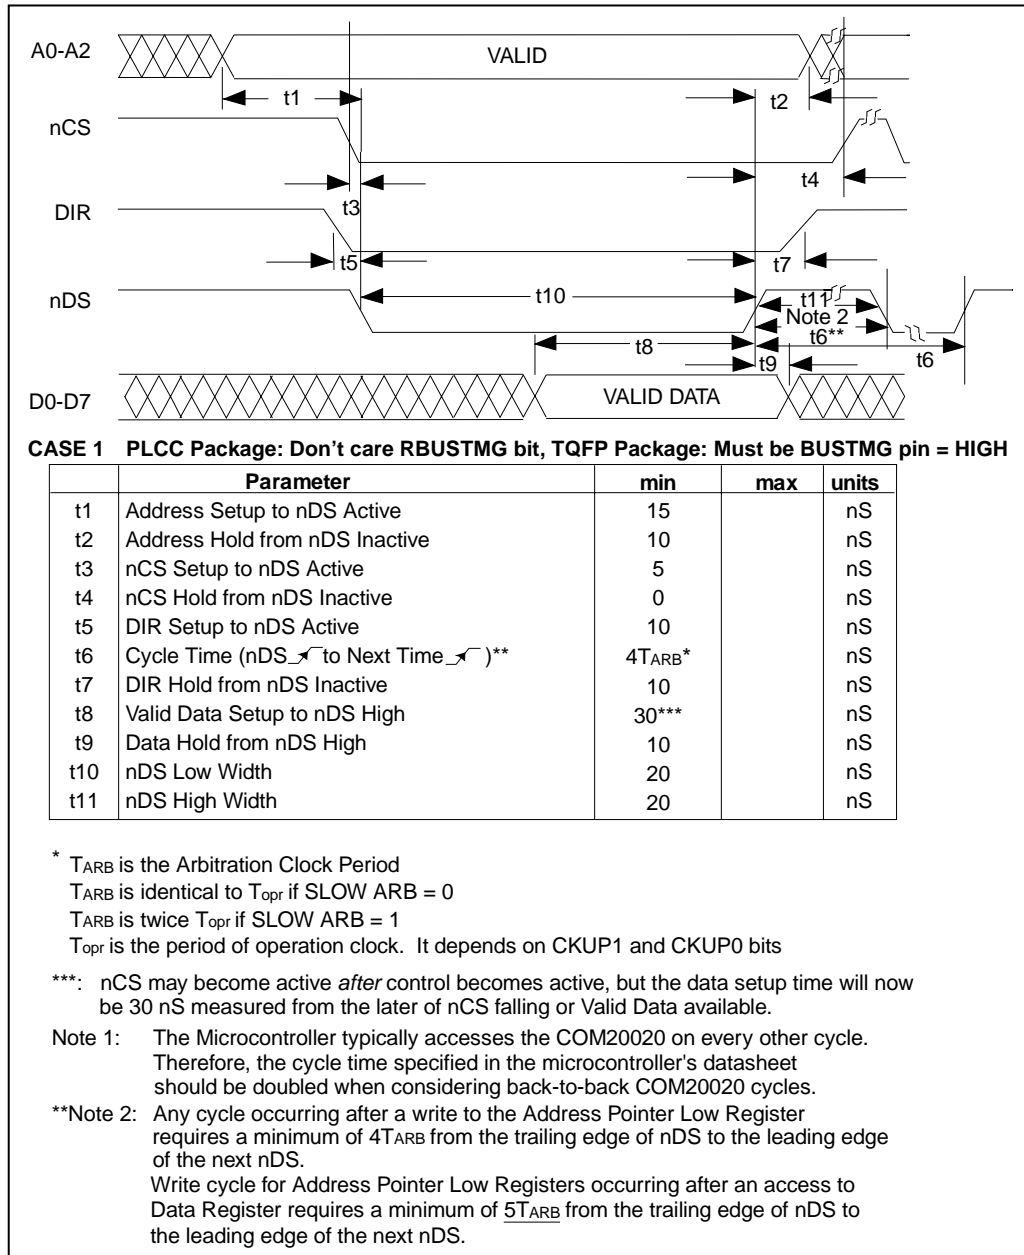 A0-A2
VALID
t1
t2
nCS
t4
t3
DIR
t5
t7
nDS
t10
t11
Note 2
t8
t6**
t6
t9
D0-D7
VALID DATA
CASE 1 PLCC Package: Don't care RBUSTMG bit, TQFP Package: Must be BUSTMG pin = HIGH
Parameter min max units
t1 Address Setup to nDS Active 15 nS
t2 Address Hold from nDS Inactive 10 nS
t3 nCS Setup to nDS Active 5 nS
t4 nCS Hold from nDS Inactive 0 nS
t5 DIR Setup to nDS Active 10 nS
t6 Cycle Time (nDS to Next Time )** 4TARB* nS
t7 DIR Hold from nDS Inactive 10 nS
t8 Valid Data Setup to nDS High 30*** nS
t9 Data Hold from nDS High 10 nS
t10 nDS Low Width 20 nS
t11 nDS High Width 20 nS
* TARB is the Arbitration Clock Period
TARB is identical to Topr if SLOW ARB = 0
TARB is twice Topr if SLOW ARB = 1
Topr is the period of operation clock. It depends on CKUP1 and CKUP0 bits
***: nCS may become active after control becomes active, but the data setup time will now
be 30 nS measured from the later of nCS falling or Valid Data available.
Note 1: The Microcontroller typically accesses the COM20020 on every other cycle.
Therefore, the cycle time specified in the microcontroller's datasheet
should be doubled when considering back-to-back COM20020 cycles.
**Note 2: Any cycle occurring after a write to the Address Pointer Low Register
requires a minimum of 4TARB from the trailing edge of nDS to the leading edge
of the next nDS.
Write cycle for Address Pointer Low Registers occurring after an access to
Data Register requires a minimum of 5TARB from the trailing edge of nDS to
the leading edge of the next nDS.